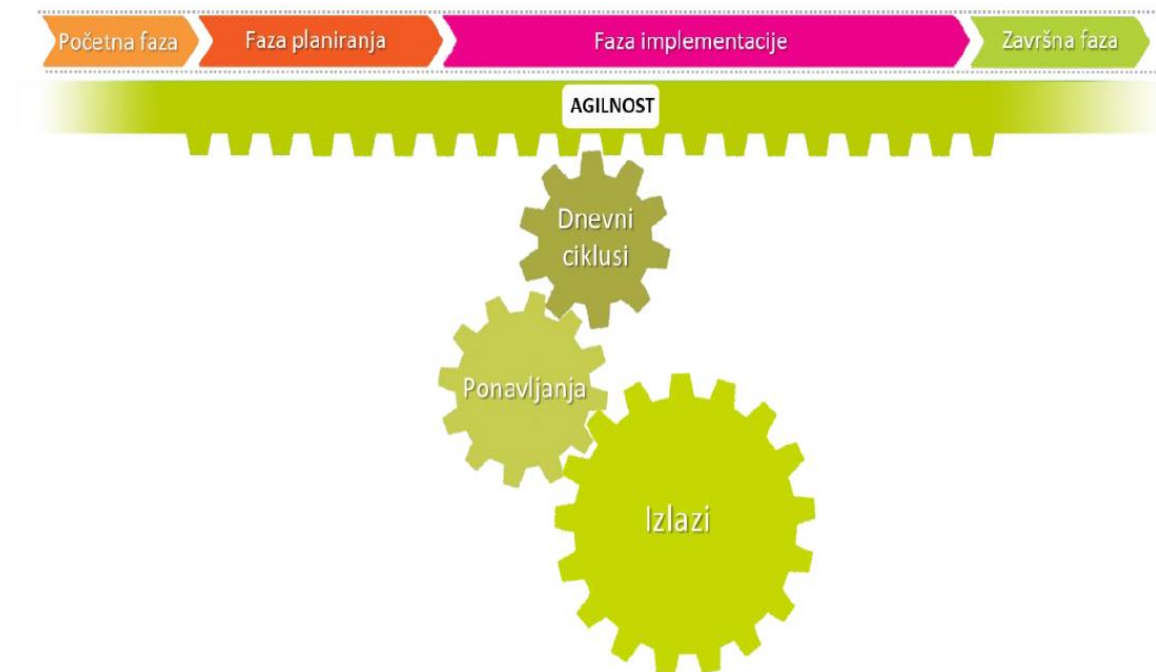 Početna faza
Faza planiranja
Faza implementacije
Završna faza
AGILNOST
Dnevni
ciklusi
Ponavljanja
Izlazi